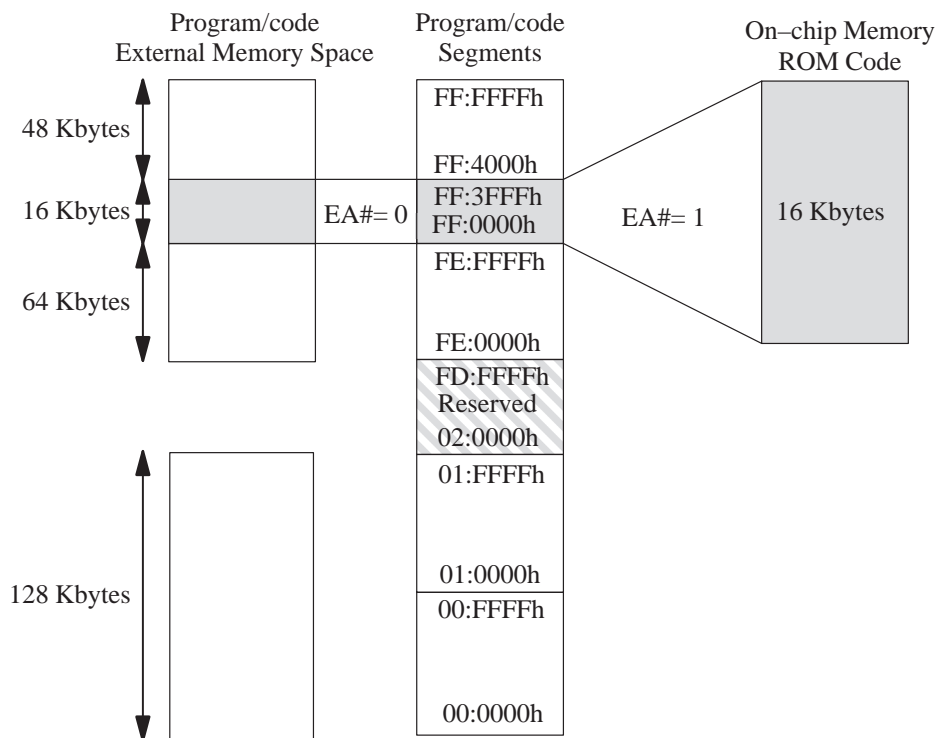 Program/code
External Memory Space
Program/code
Segments
On–chip Memory
ROM Code
48 Kbytes
16 Kbytes
64 Kbytes
128 Kbytes
EA#= 0
FF:FFFFh
FF:4000h
FF:3FFFh
FF:0000h
FE:FFFFh
FE:0000h
FD:FFFFh
Reserved
02:0000h
01:FFFFh
01:0000h
00:FFFFh
00:0000h
EA#= 1
16 Kbytes